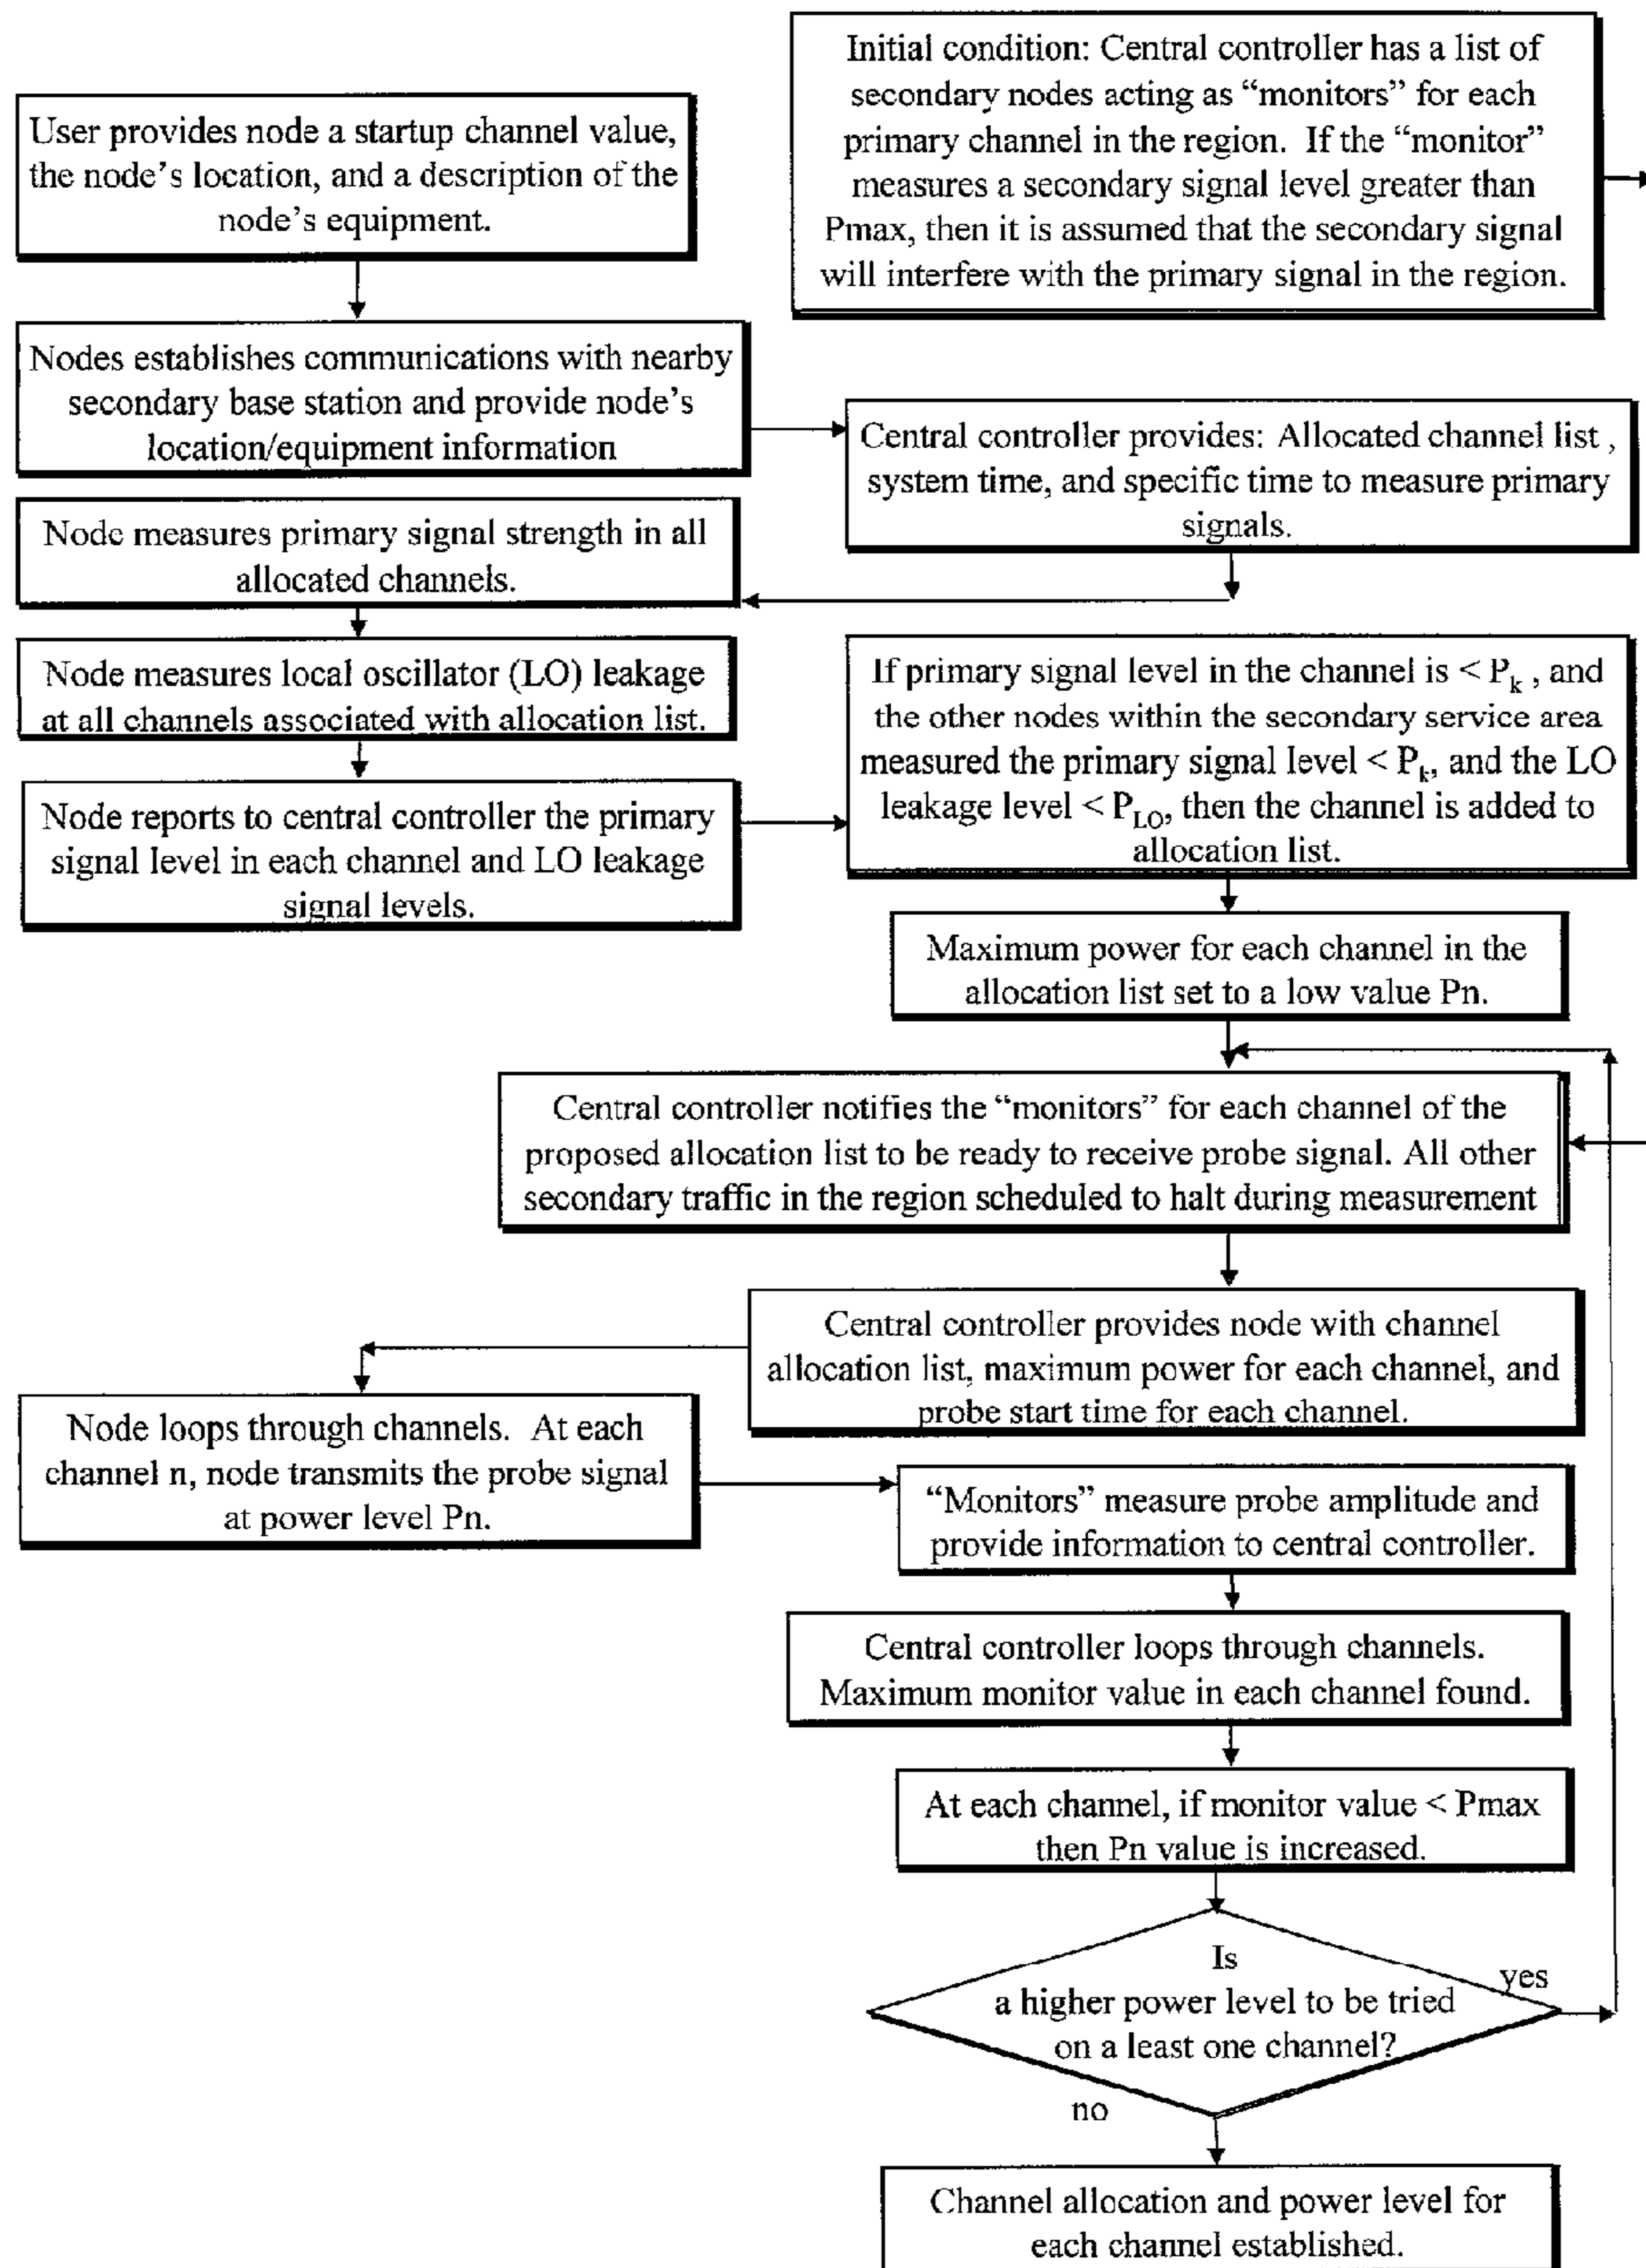 Initial condition: Central controller has a list of
secondary nodes acting as “monitors” for each
primary channel in the region. If the “monitor”
measures a secondary signal level greater than
Pmax, then it is assumed that the secondary signal
will interfere with the primary signal in the region.
User provides node a startup channel value,
the node’s location, and a description of the
node’s equipment.
Nodes establishes communications with nearby
secondary base station and provide node’s
location/equipment information
Central controller provides: Allocated channel list ,
system time, and specific time to measure primary
signals.
Node measures primary signal strength in all
allocated channels.
Node measures local oscillator (LO) leakage
at all channels associated with allocation list.
Node reports to central controller the primary
signal level in each channel and LO leakage
signal levels.
If primary signal level in the channel is < Pk , and
the other nodes within the secondary service area
measured the primary signal level < Pk, and the LO
leakage level < PLO, then the channel is added to
allocation list.
Maximum power for each channel in the
allocation list set to a low value Pn.
Central controller notifies the “monitors” for each channel of the
proposed allocation list to be ready to receive probe signal. All other
secondary traffic in the region scheduled to halt during measurement
Central controller provides node with channel
allocation list, maximum power for each channel, and
probe start time for each channel.
Node loops through channels. At each
channel n, node transmits the probe signal
at power level Pn.
“Monitors” measure probe amplitude and
provide information to central controller.
Central controller loops through channels.
Maximum monitor value in each channel found.
At each channel, if monitor value < Pmax
then Pn value is increased.
Is
a higher power level to be tried
on a least one channel?
yes
no
Channel allocation and power level for
each channel established.